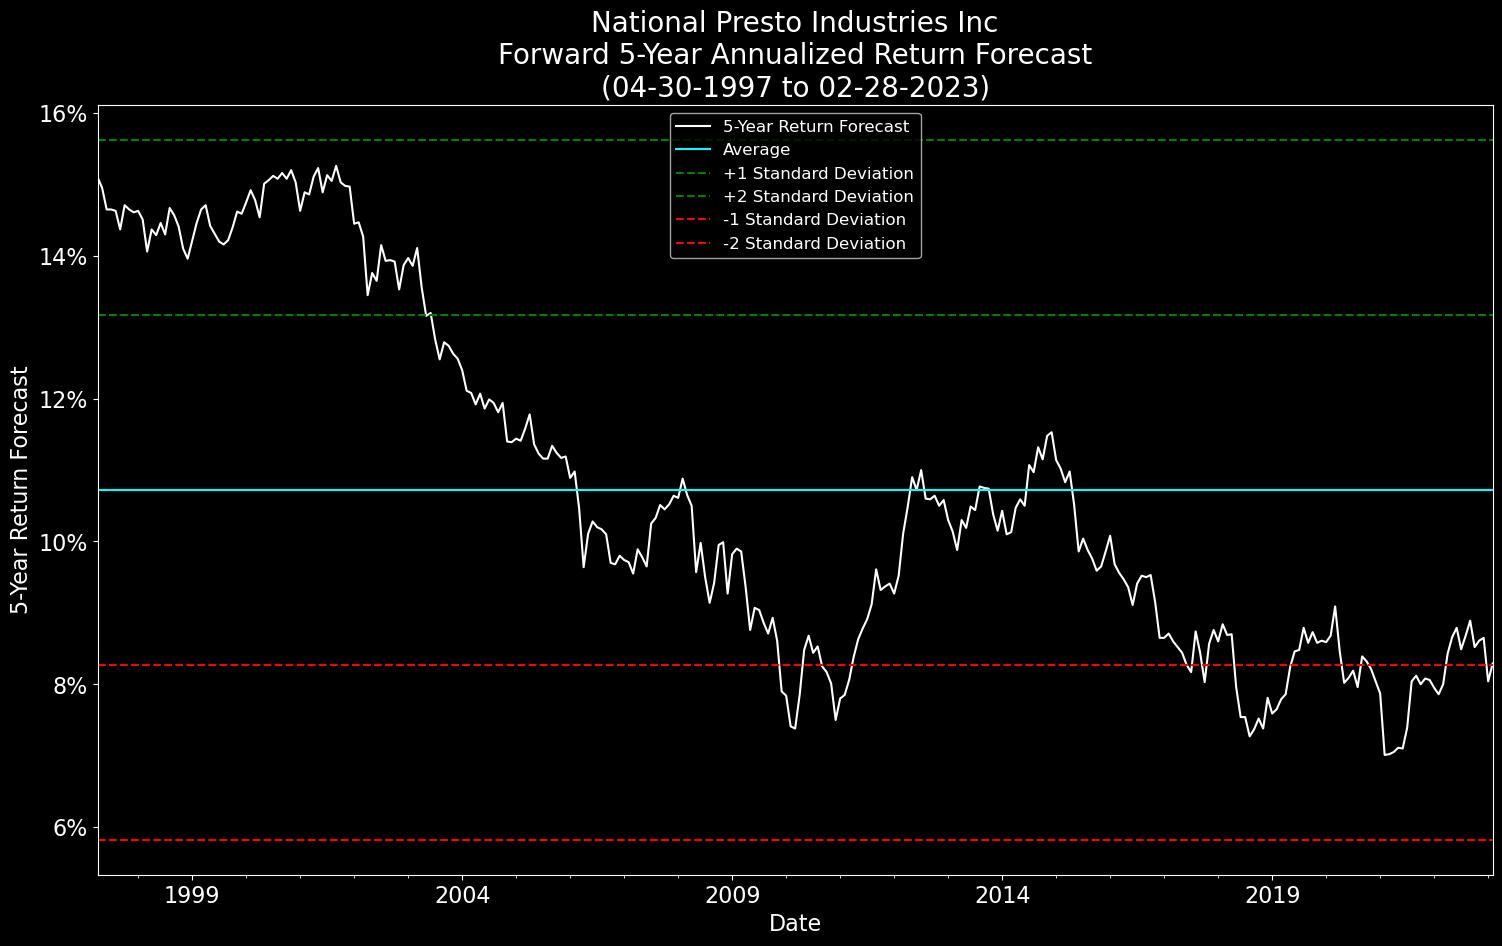 National Presto Industries Inc
Forward 5-Year Annualized Return Forecast
(04-30-1997 to 02-28-2023)
5-Year Return Forecast
Average
+1 Standard Deviation
+2 Standard Deviation
-1 Standard Deviation
-2 Standard Deviation
5-Year Return Forecast
16%
14%
12%
10%
8%
6%
1999
2004
2009
2014
2019
Date